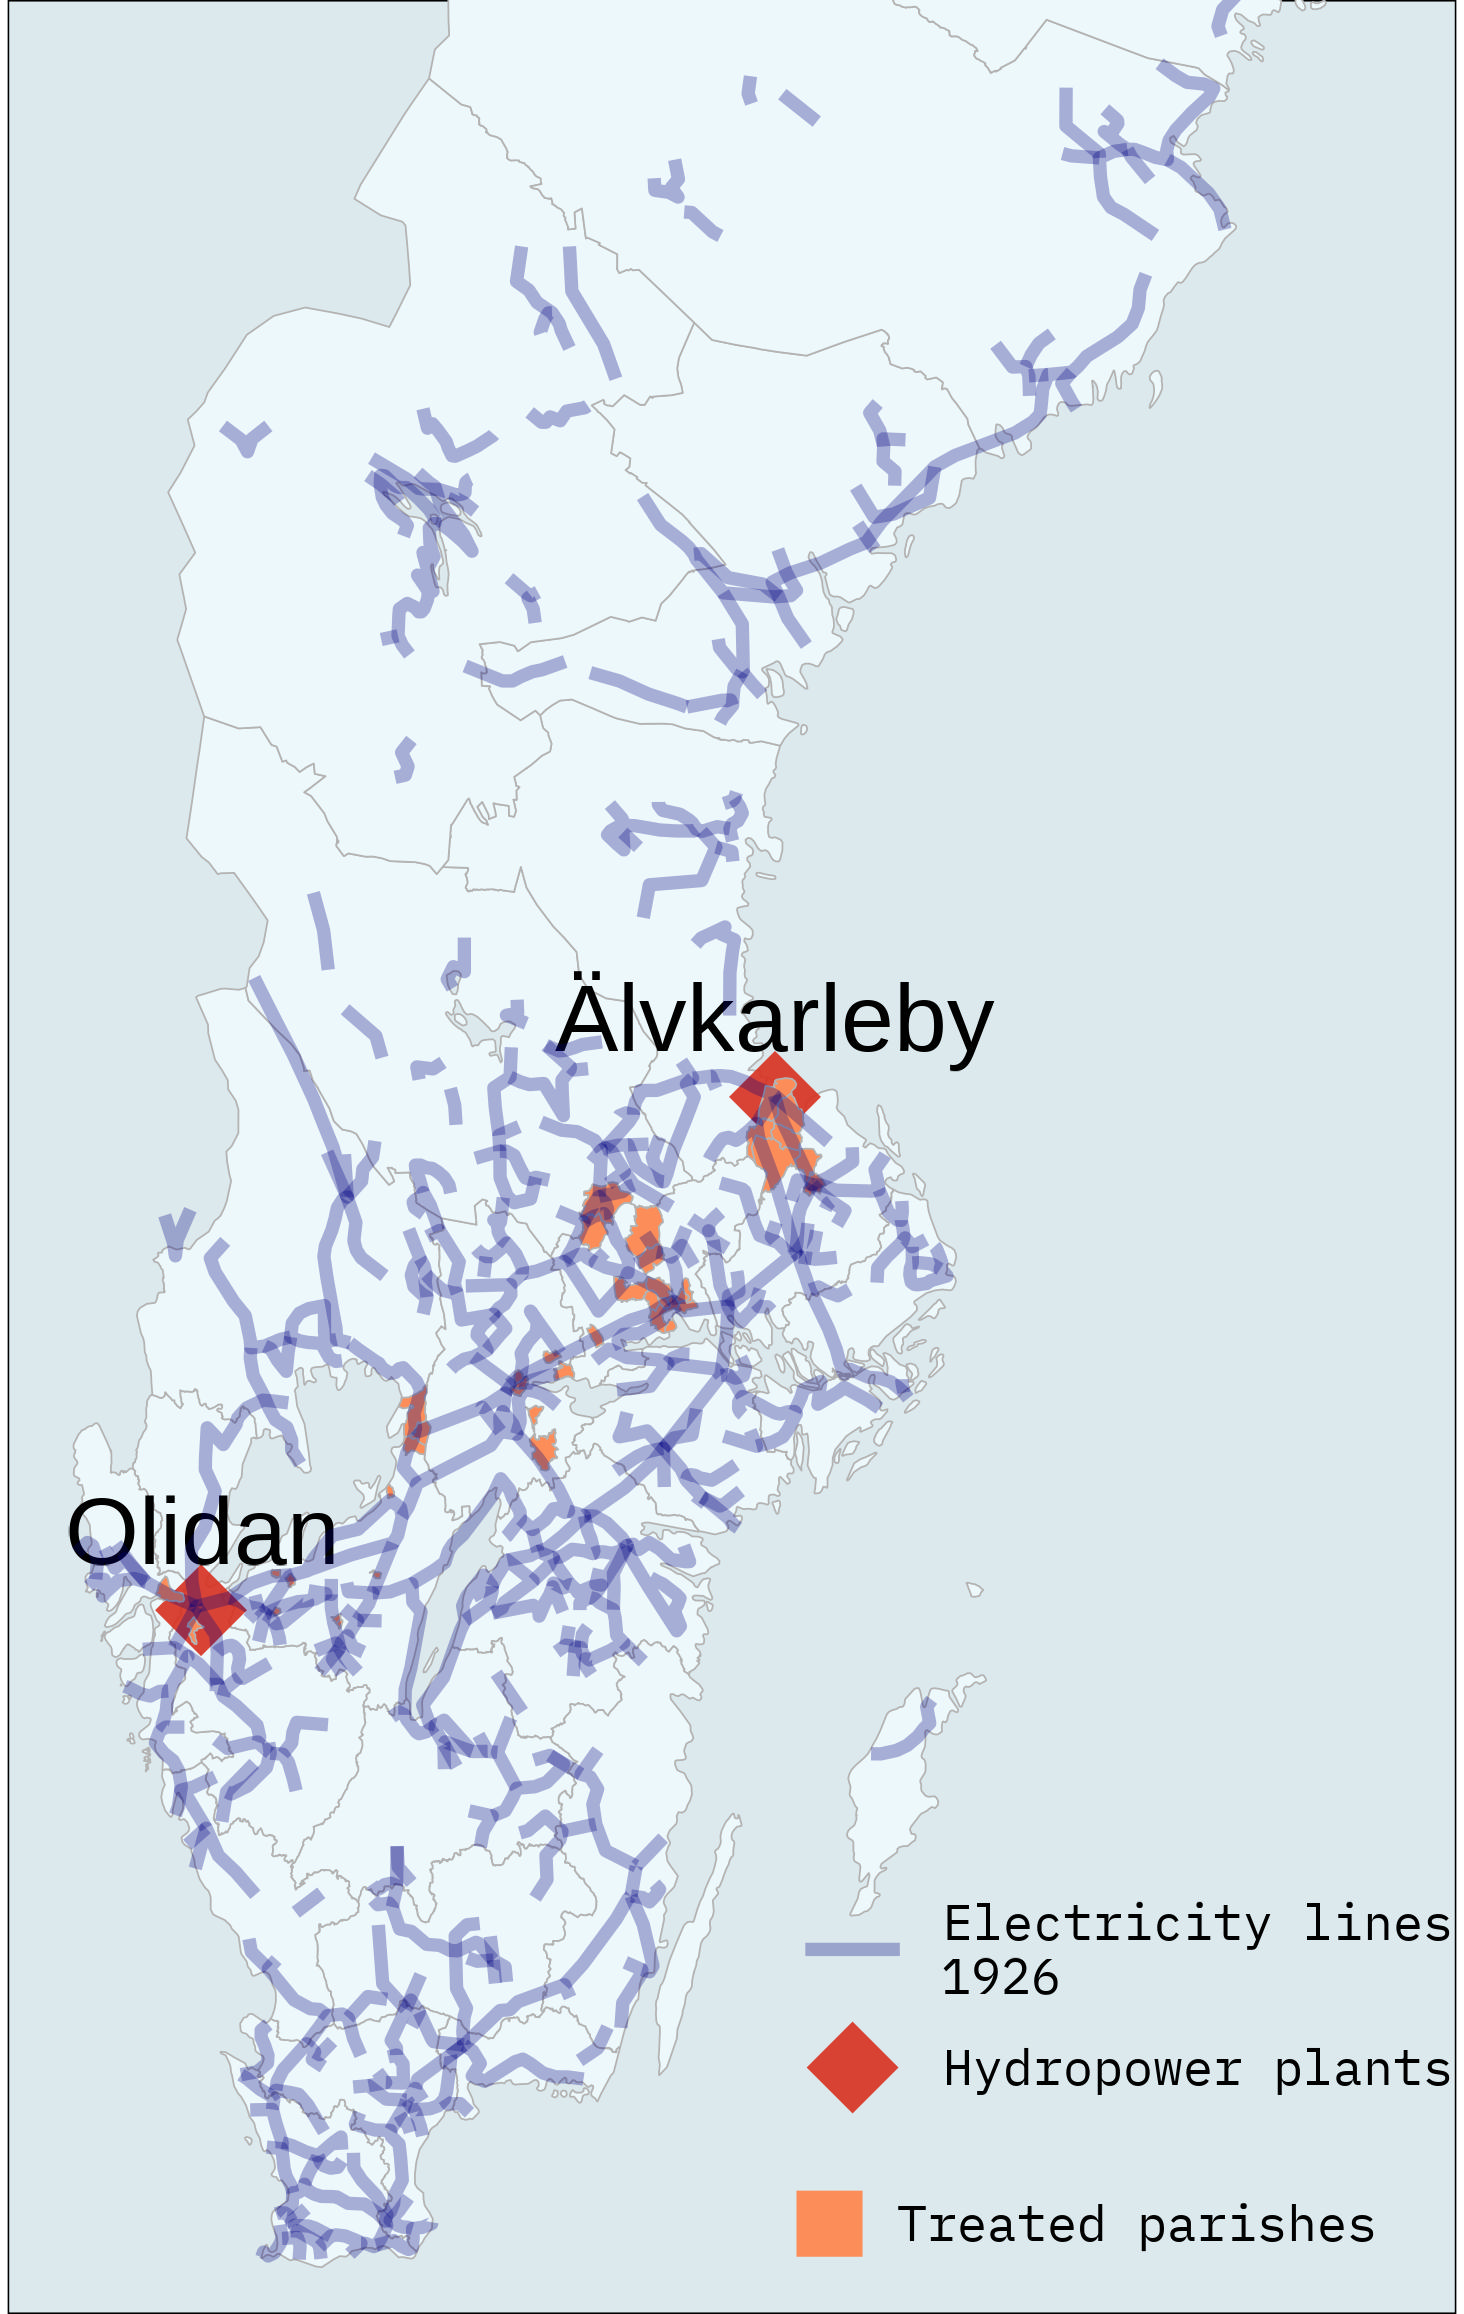 Älvkarleby
Olidan
Electricity lines
1926
Hydropower plants
Treated parishes